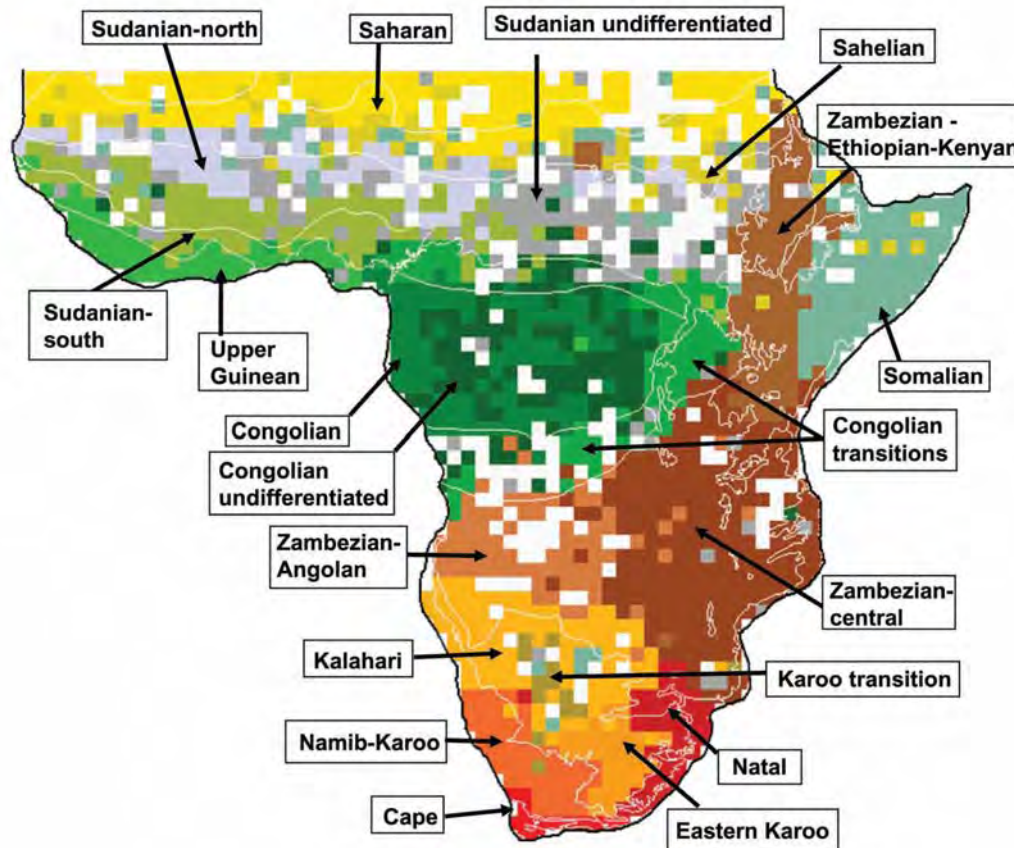 Sudanian-north
Saharan
Sudanian undifferentiated
Sahelian
Zambezian -
Ethiopian-Kenyan
Sudanian-
south
Upper
Guinean
Somalian
Congolian
Congolian
transitions
Congolian
undifferentiated
Zambezian-
Angolan
Zambezian-
central
Kalahari
Karoo transition
Namib-Karoo
Natal
Cape
Eastern Karoo